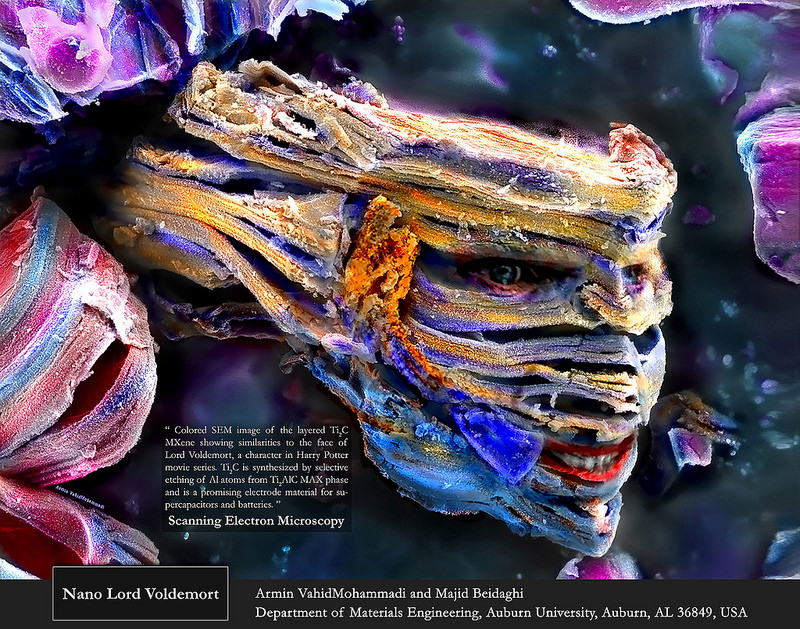 “ Colored SEM image of the layered Ti₂C
MXene showing similarities to the face of
Lord Voldemort, a character in Harry Potter
movie series. Ti₂C is synthesized by selective
etching of Al atoms from Ti₂AlC MAX phase
and is a promising electrode material for su-
percapacitors and batteries. ”
Scanning Electron Microscopy
Armin VahidMohammadi
Nano Lord Voldemort
Armin VahidMohammadi and Majid Beidaghi
Department of Materials Engineering, Auburn University, Auburn, AL 36849, USA